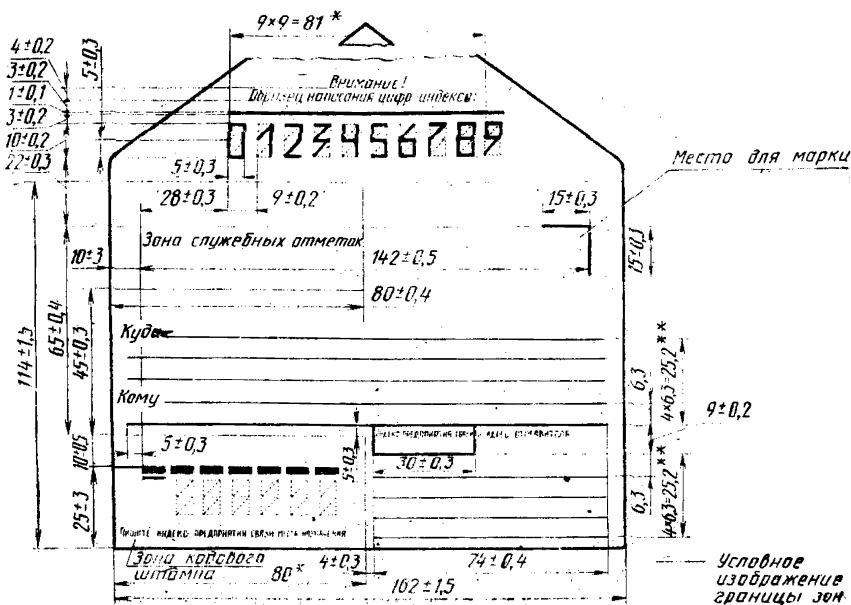 9×9=81*
4±0,2
3±0,2
1±0,1
3±0,2
10±0,2
22±0,3
5±0,3
Внимание!
Образец написания цифр индекса:
0123456789
Место для марки
5±0,3
28±0,3
9±0,2
15±0,3
15±0,3
Зона служебных отметок
10±3
142±0,5
80±0,4
114±1,5
65±0,4
45±0,3
Куда
Кому
6,3
4×6,3=25,2**
9±0,2
5±0,3
5±0,3
30±0,3
10±0,5
25±3
6,3
4×6,3=25,2**
Пишите индекс предприятия связи места назначения
Зона кодового
штампа
80*
4±0,3
74±0,4
162±1,5
Условное
изображение
границы зон